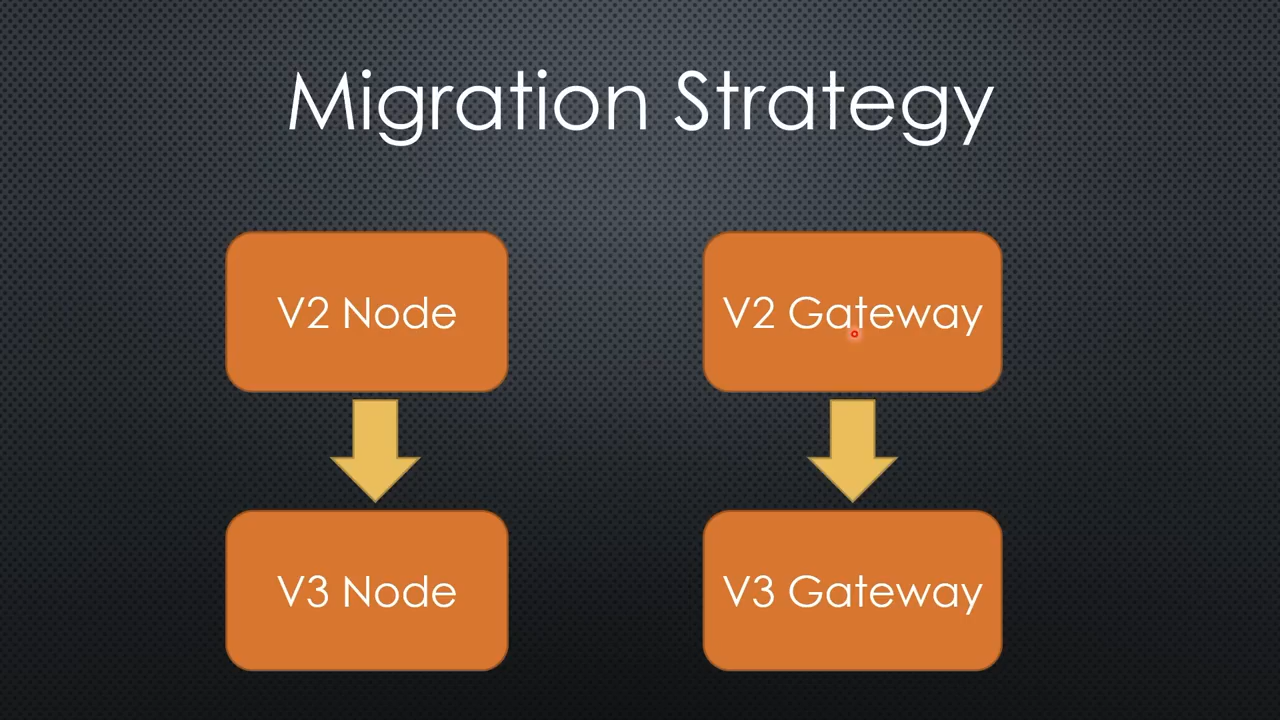 Migration Strategy
V2 Node
V2 Gateway
V3 Node
V3 Gateway